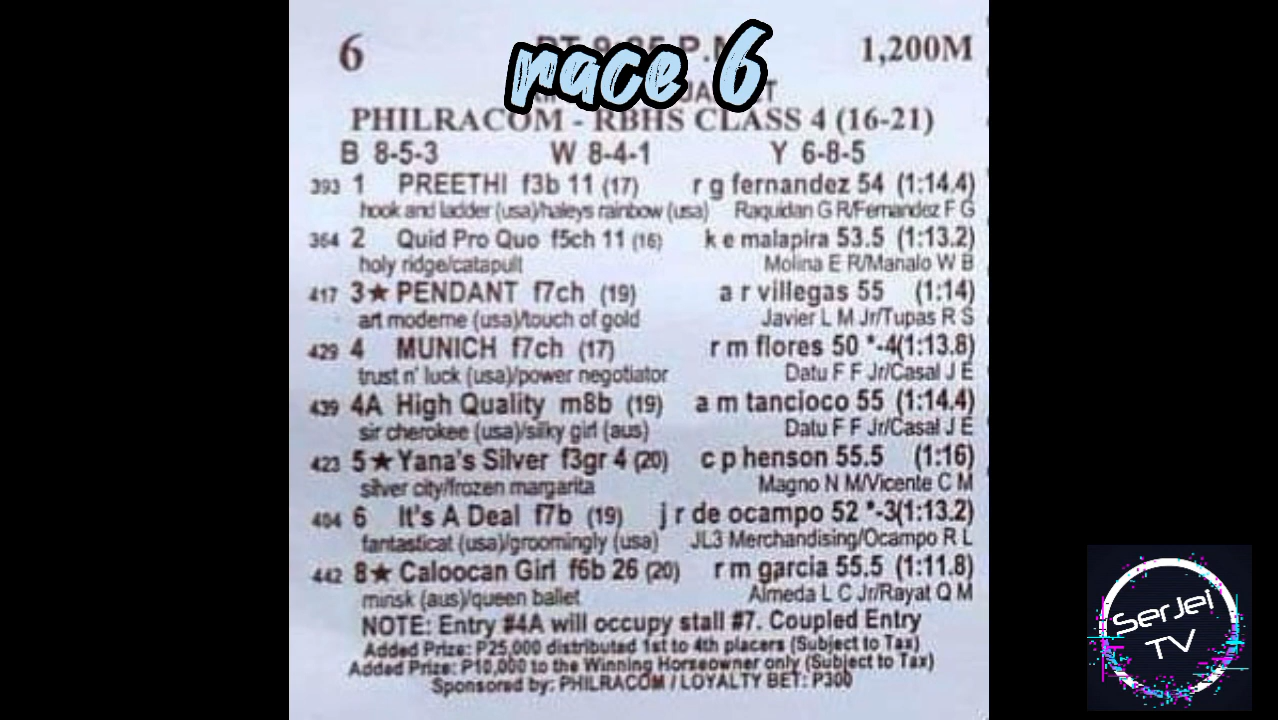 6 P.M 1,200M
race 6
PHILRACOM - RBHS CLASS 4 (16-21)
B 8-5-3 W 8-4-1 Y 6-8-5
393 1 PREETHI f3b 11 (17) r g fernandez 54 (1:14.4)
hook and ladder (usa)/haleys rainbow (usa) Raquidan G R/Fernandez F G
364 2 Quid Pro Quo f5ch 11 (16) k e malapira 53.5 (1:13.2)
holy ridge/catapult Molina E R/Manalo W B
417 3★ PENDANT f7ch (19) a r villegas 55 (1:14)
art moderne (usa)/touch of gold Javier L M Jr/Tupas R S
429 4 MUNICH f7ch (17) r m flores 50 *-4(1:13.8)
trust n' luck (usa)/power negotiator Datu F F Jr/Casal J E
439 4A High Quality m8b (19) a m tancioco 55 (1:14.4)
sir cherokee (usa)/silky girl (aus) Datu F F Jr/Casal J E
423 5★ Yana's Silver f3gr 4 (20) c p henson 55.5 (1:16)
silver city/frozen margarita Magno N M/Vicente C M
404 6 It's A Deal f7b (19) j r de ocampo 52 *-3(1:13.2)
fantasticat (usa)/groomingly (usa) JL3 Merchandising/Ocampo R L
442 8★ Caloocan Girl f6b 26 (20) r m garcia 55.5 (1:11.8)
minsk (aus)/queen ballet Almeda L C Jr/Rayat Q M
NOTE: Entry #4A will occupy stall #7. Coupled Entry
Added Prize: P25,000 distributed 1st to 4th placers (Subject to Tax)
Added Prize: P10,000 to the Winning Horseowner only (Subject to Tax)
Sponsored by: PHILRACOM / LOYALTY BET: P300
SerJei
TV